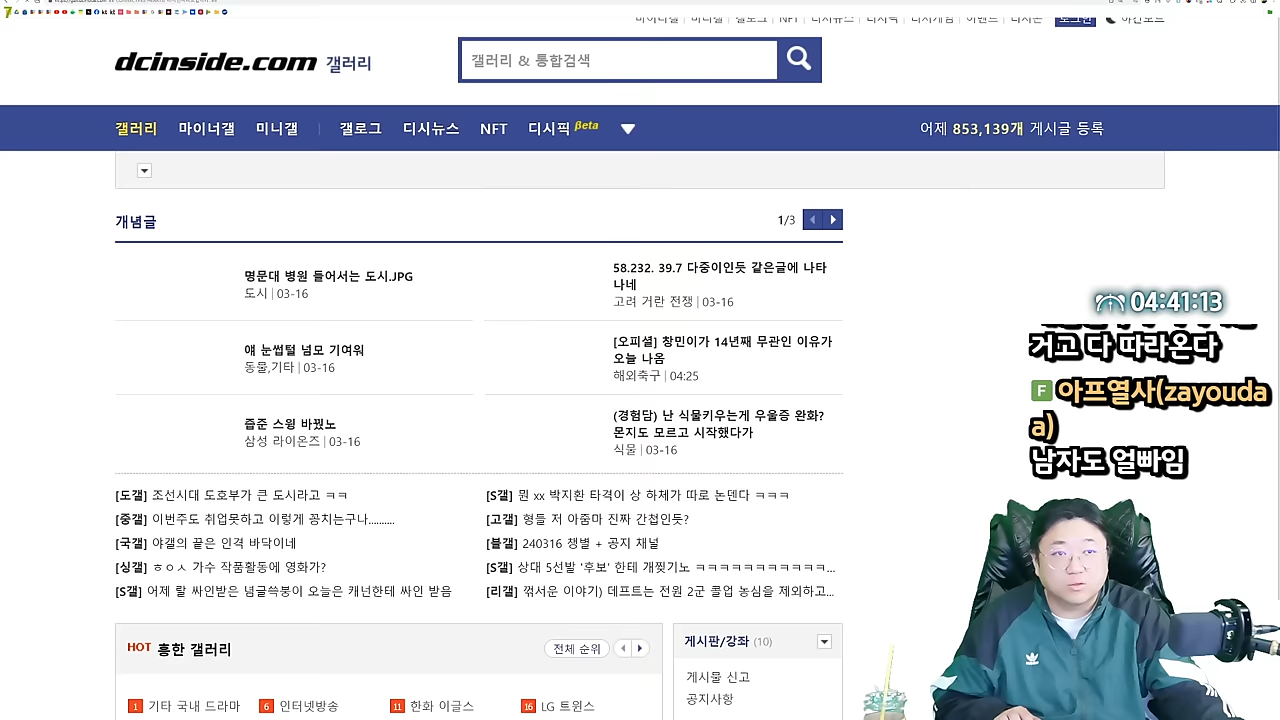 dcinside.com 갤러리
갤러리 & 통합검색
갤러리 마이너갤 미니갤 | 갤로그 디시뉴스 NFT 디시픽 βeta
어제 853,139개 게시글 등록
개념글
1/3
명문대 병원 들어서는 도시.JPG
도시 | 03-16
58.232. 39.7 다중이인듯 같은글에 나타
나네
고려 거란 전쟁 | 03-16
얘 눈썹털 넘모 기여워
동물,기타 | 03-16
[오피셜] 창민이가 14년째 무관인 이유가
오늘 나옴
해외축구 | 04:25
즙준 스윙 바꿨노
삼성 라이온즈 | 03-16
(경험담) 난 식물키우는게 우울증 완화?
몬지도 모르고 시작했다가
식물 | 03-16
[도갤] 조선시대 도호부가 큰 도시라고 ㅋㅋ
[S갤] 뭔 xx 박지환 타격이 상 하체가 따로 논덴다 ㅋㅋㅋ
[중갤] 이번주도 취업못하고 이렇게 꽁치는구나..........
[고갤] 형들 저 아줌마 진짜 간첩인듯?
[국갤] 야갤의 끝은 인격 바닥이네
[블갤] 240316 챙별 + 공지 채널
[싱갤] ㅎㅇㅅ 가수 작품활동에 영화가?
[S갤] 상대 5선발 '후보' 한테 개찢기노 ㅋㅋㅋㅋㅋㅋㅋㅋㅋㅋㅋ...
[S갤] 어제 랄 싸인받은 념글쓱붕이 오늘은 캐넌한테 싸인 받음
[리갤] 꺾서운 이야기) 데프트는 전원 2군 콜업 농심을 제외하고...
HOT 흥한 갤러리
전체 순위
게시판/강좌 (10)
게시물 신고
공지사항
1 기타 국내 드라마
6 인터넷방송
11 한화 이글스
16 LG 트윈스
04:41:13
거고 다 따라온다
F 아프열사(zayouda
a)
남자도 얼빠임